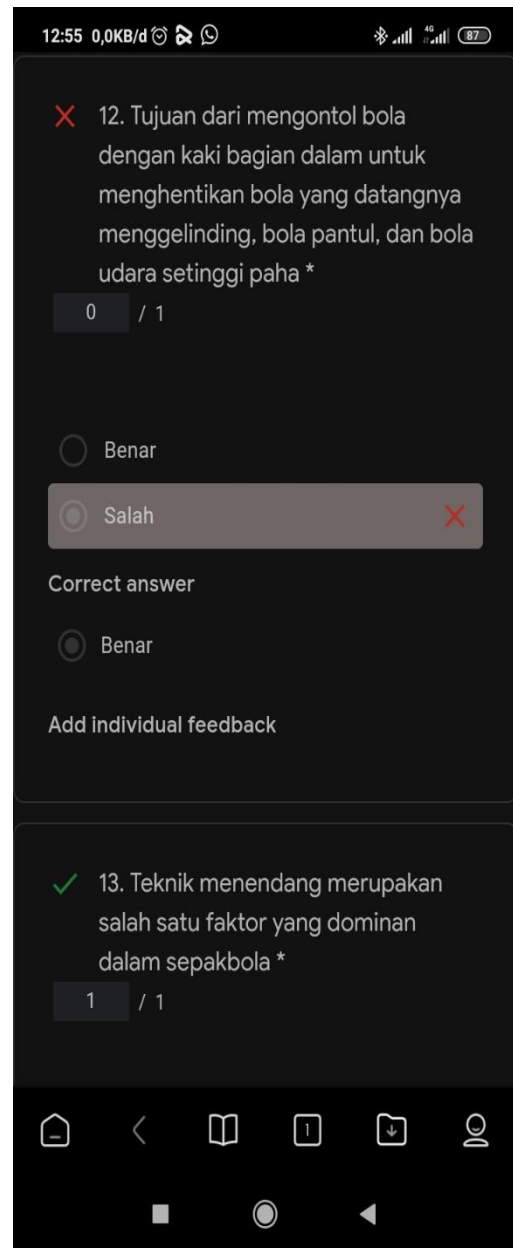 12:55 0,0KB/d
4G
87
12. Tujuan dari mengontol bola
dengan kaki bagian dalam untuk
menghentikan bola yang datangnya
menggelinding, bola pantul, dan bola
udara setinggi paha *
0 / 1
Benar
Salah
Correct answer
Benar
Add individual feedback
13. Teknik menendang merupakan
salah satu faktor yang dominan
dalam sepakbola *
1 / 1
1